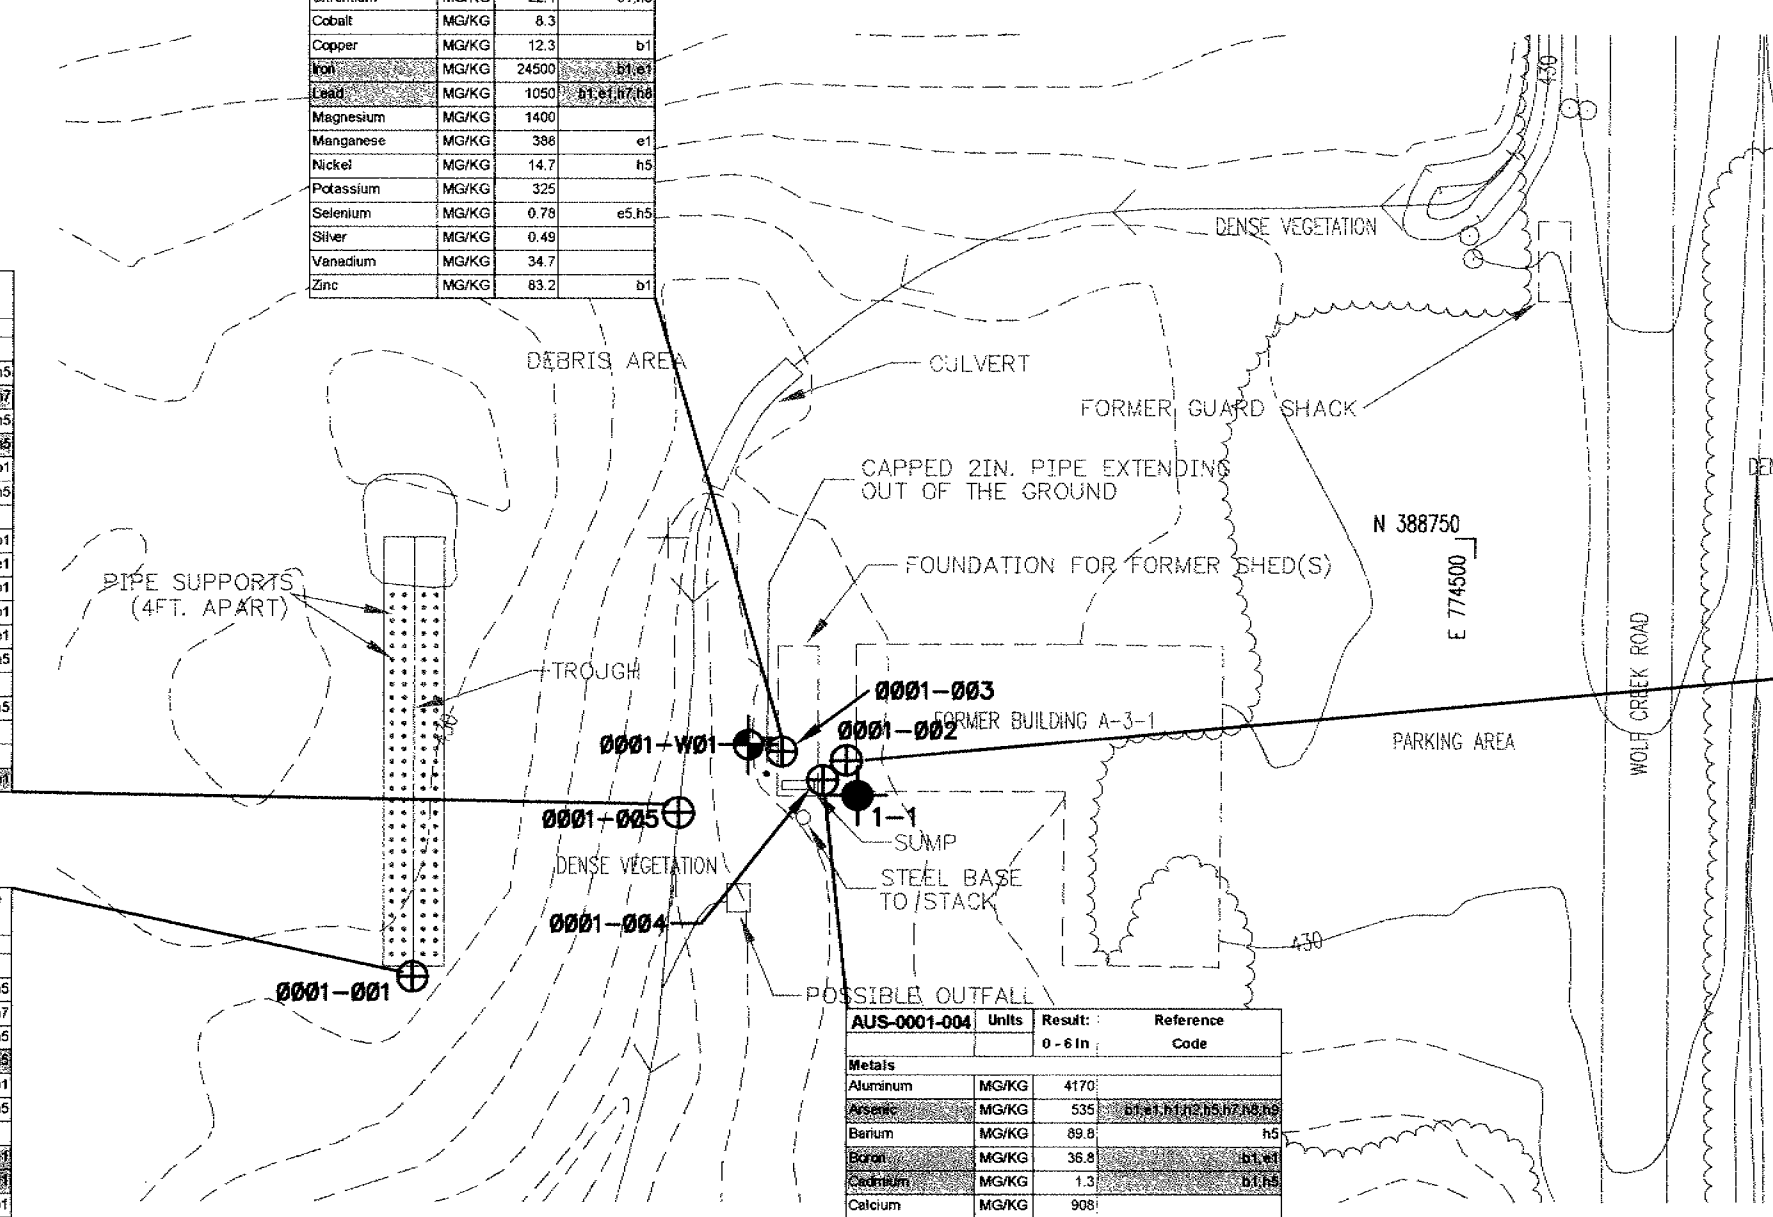 Cobalt MG/KG 8.3
Copper MG/KG 12.3 b1
Iron MG/KG 24500 b1,e1
Lead MG/KG 1050 b1,e1,h7,h8
Magnesium MG/KG 1400
Manganese MG/KG 388 e1
Nickel MG/KG 14.7 h5
Potassium MG/KG 325
Selenium MG/KG 0.78 e5,h5
Silver MG/KG 0.49
Vanadium MG/KG 34.7
Zinc MG/KG 83.2 b1
430
DENSE VEGETATION
DEBRIS AREA
CULVERT
FORMER GUARD SHACK
CAPPED 2IN. PIPE EXTENDING
OUT OF THE GROUND
N 388750
E 774500
FOUNDATION FOR FORMER SHED(S)
PIPE SUPPORTS
(4FT. APART)
TROUGH
430
0001-003
FORMER BUILDING A-3-1
0001-002
0001-W01
PARKING AREA
WOLF CREEK ROAD
0001-005
1-1
SUMP
DENSE VEGETATION
STEEL BASE
TO STACK
0001-004
430
0001-001
POSSIBLE OUTFALL
AUS-0001-004 Units Result: Reference
0 - 6 In Code
Metals
Aluminum MG/KG 4170
Arsenic MG/KG 535 b1,e1,h1,h2,h5,h7,h8,h9
Barium MG/KG 89.8 h5
Boron MG/KG 36.8 b1,e1
Cadmium MG/KG 1.3 b1,h5
Calcium MG/KG 908